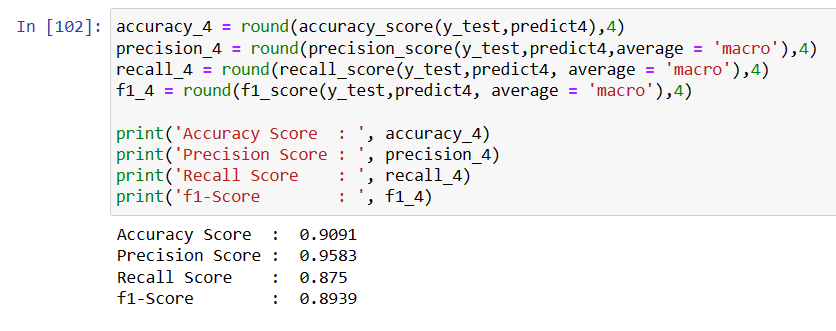 In [102]: accuracy_4 = round(accuracy_score(y_test,predict4),4)
precision_4 = round(precision_score(y_test,predict4,average = 'macro'),4)
recall_4 = round(recall_score(y_test,predict4, average = 'macro'),4)
f1_4 = round(f1_score(y_test,predict4, average = 'macro'),4)
print('Accuracy Score  : ', accuracy_4)
print('Precision Score : ', precision_4)
print('Recall Score    : ', recall_4)
print('f1-Score        : ', f1_4)
Accuracy Score  :  0.9091
Precision Score :  0.9583
Recall Score    :  0.875
f1-Score        :  0.8939